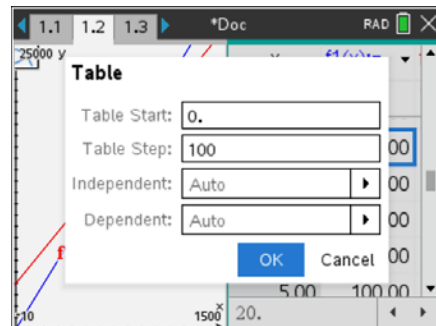 1.1 1.2 1.3 *Doc RAD
25000 y
Table
Table Start: 0.
Table Step: 100
Independent: Auto
Dependent: Auto
OK Cancel
00
00
00
00
00
5.00 100.00
-10 1500 x
20.